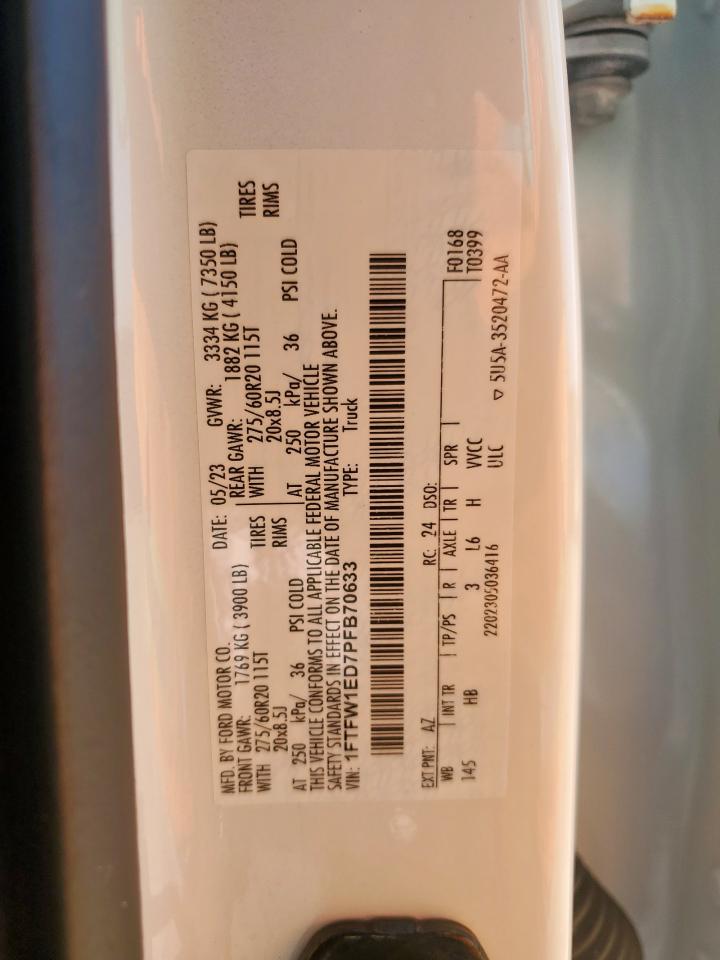 MFD. BY FORD MOTOR CO. DATE: 05/23 GVWR: 3334 KG ( 7350 LB)
FRONT GAWR: 1769 KG ( 3900 LB) REAR GAWR: 1882 KG ( 4150 LB)
WITH 275/60R20 115T TIRES WITH 275/60R20 115T TIRES
20x8.5J RIMS 20x8.5J RIMS
AT 250 kPa/ 36 PSI COLD AT 250 kPa/ 36 PSI COLD
THIS VEHICLE CONFORMS TO ALL APPLICABLE FEDERAL MOTOR VEHICLE
SAFETY STANDARDS IN EFFECT ON THE DATE OF MANUFACTURE SHOWN ABOVE.
VIN: 1FTFW1ED7PFB70633 TYPE: Truck
EXT PNT: AZ RC: 24 DSO: F0168
WB INT TR TP/PS R AXLE TR SPR T0399
145 HB 3 L6 H VVCC
2202305036416 ULC ▽ 5U5A-3520472-AA